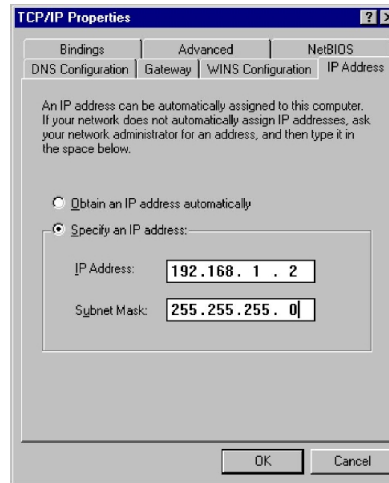 TCP/IP Properties
Bindings Advanced NetBIOS
DNS Configuration Gateway WINS Configuration IP Address
An IP address can be automatically assigned to this computer.
If your network does not automatically assign IP addresses, ask
your network administrator for an address, and then type it in
the space below.
Obtain an IP address automatically
Specify an IP address:
IP Address: 192.168. 1 . 2
Subnet Mask: 255.255.255. 0
OK Cancel